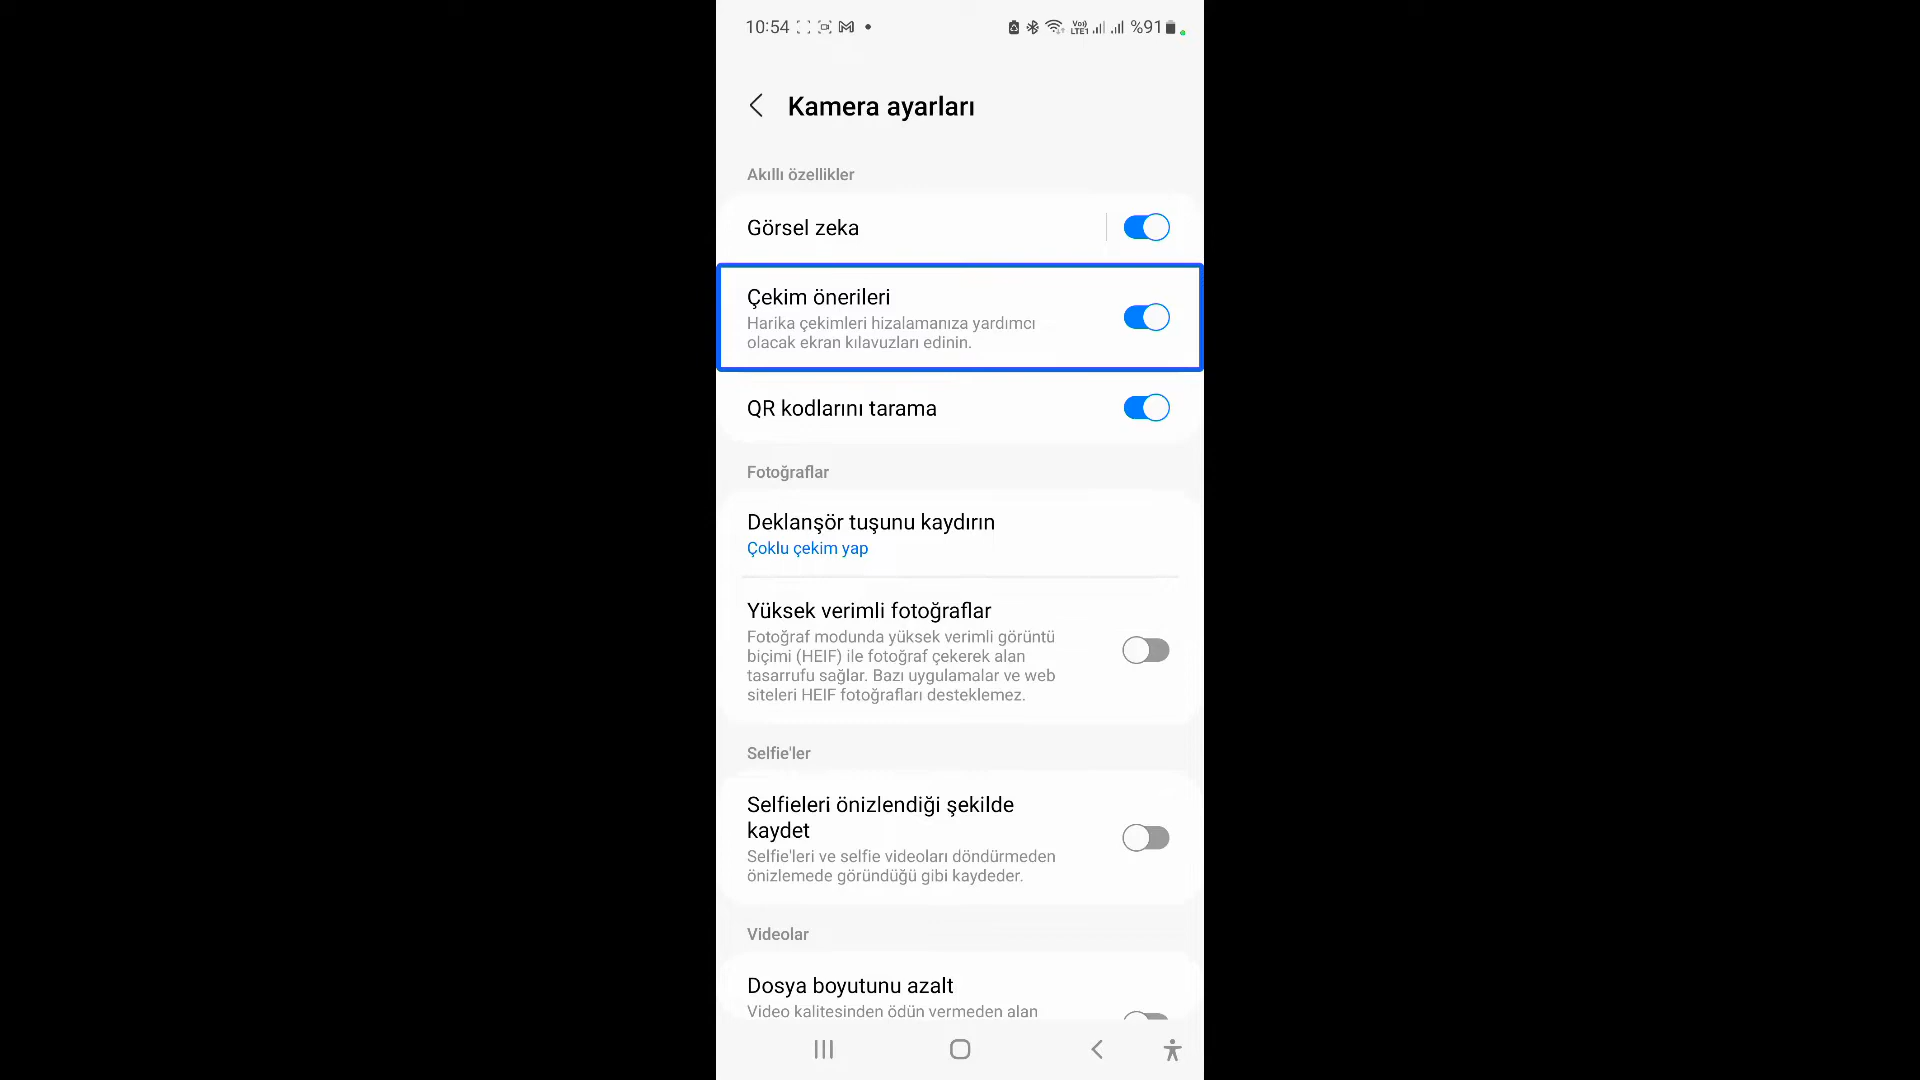 10:54
Vo))
LTE1
%91
Kamera ayarları
Akıllı özellikler
Görsel zeka
Çekim önerileri
Harika çekimleri hizalamanıza yardımcı
olacak ekran kılavuzları edinin.
QR kodlarını tarama
Fotoğraflar
Deklanşör tuşunu kaydırın
Çoklu çekim yap
Yüksek verimli fotoğraflar
Fotoğraf modunda yüksek verimli görüntü
biçimi (HEIF) ile fotoğraf çekerek alan
tasarrufu sağlar. Bazı uygulamalar ve web
siteleri HEIF fotoğrafları desteklemez.
Selfie'ler
Selfieleri önizlendiği şekilde
kaydet
Selfie'leri ve selfie videoları döndürmeden
önizlemede göründüğü gibi kaydeder.
Videolar
Dosya boyutunu azalt
Video kalitesinden ödün vermeden alan